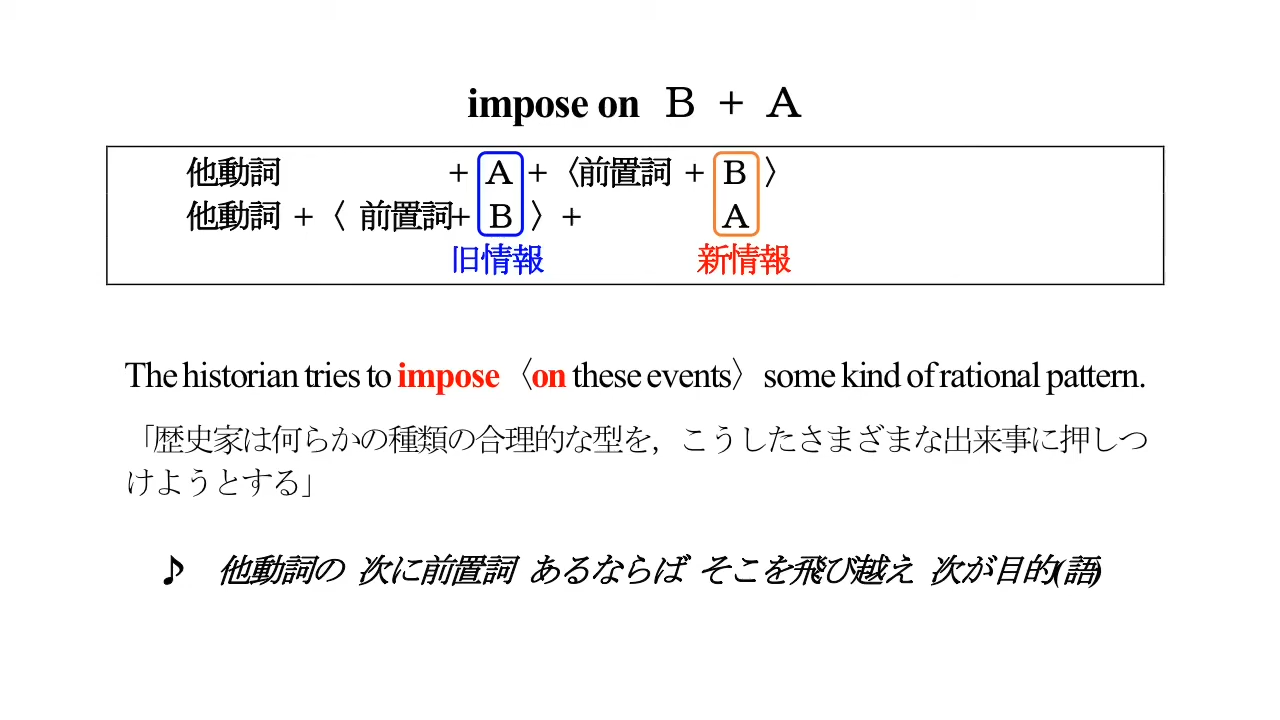 impose on B + A
他動詞 + A +〈前置詞 + B 〉
他動詞 +〈 前置詞+ B 〉+ A
旧情報 新情報
The historian tries to impose〈on these events〉some kind of rational pattern.
「歴史家は何らかの種類の合理的な型を，こうしたさまざまな出来事に押しつ
けようとする」
♪ 他動詞の 次に前置詞 あるならば そこを飛び越え 次が目的(語)